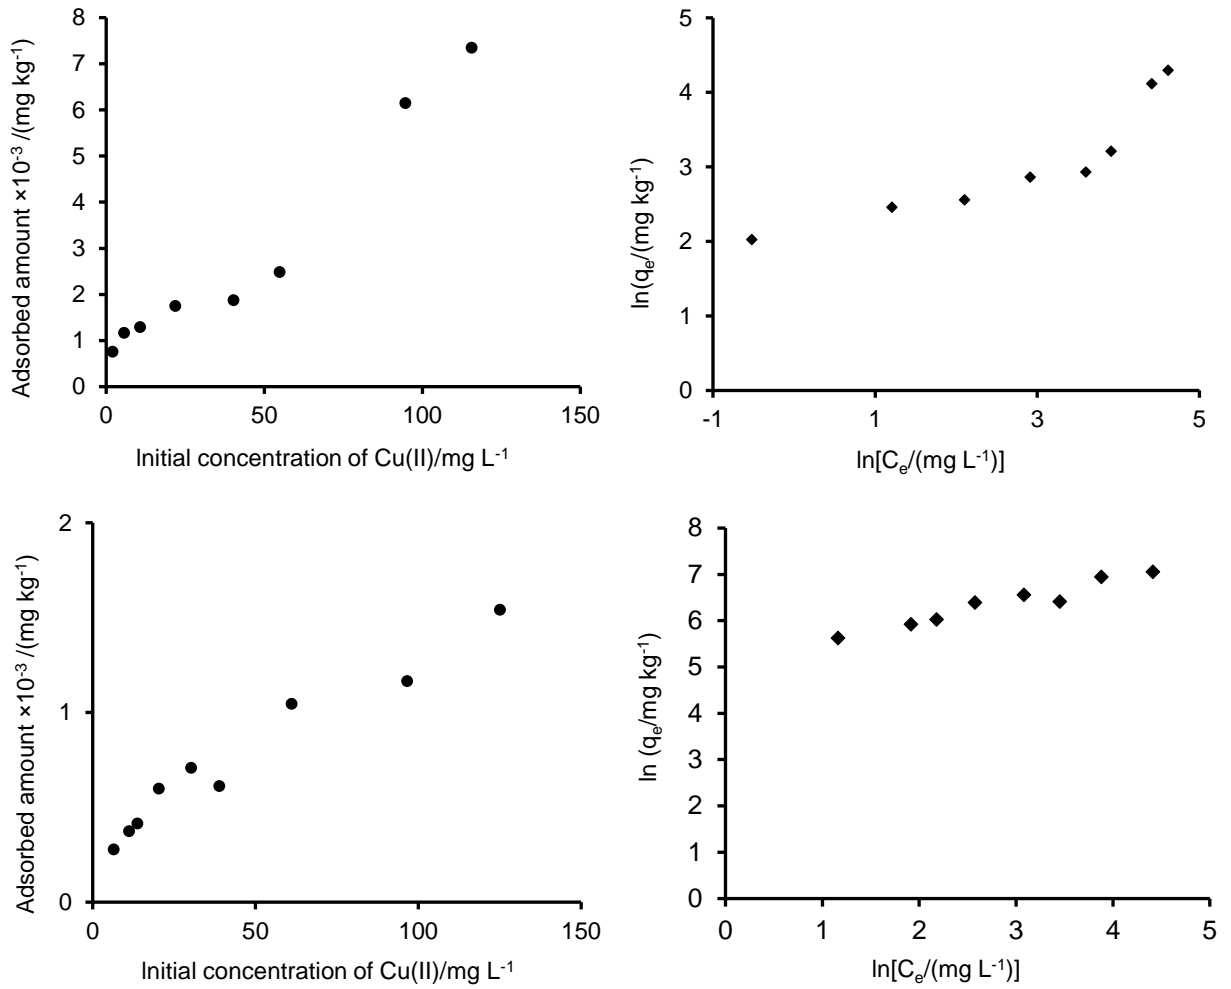 Adsorbed amount ×10⁻³ /(mg kg⁻¹)
8
7
6
5
4
3
2
1
0
0 50 100 150
Initial concentration of Cu(II)/mg L⁻¹
ln(qₑ/(mg kg⁻¹)
5
4
3
2
1
0
-1 1 3 5
ln[Cₑ/(mg L⁻¹)]
Adsorbed amount ×10⁻³ /(mg kg⁻¹)
2
1
0
0 50 100 150
Initial concentration of Cu(II)/mg L⁻¹
ln (qₑ/mg kg⁻¹)
8
7
6
5
4
3
2
1
0
0 1 2 3 4 5
ln[Cₑ/(mg L⁻¹)]